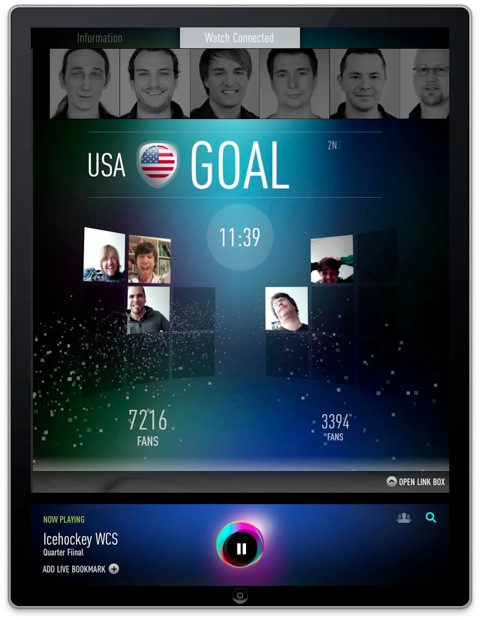 Information
Watch Connected
USA GOAL
2N
11:39
7216
FANS
3394
FANS
OPEN LINK BOX
NOW PLAYING
Icehockey WCS
Quarter Fiinal
ADD LIVE BOOKMARK